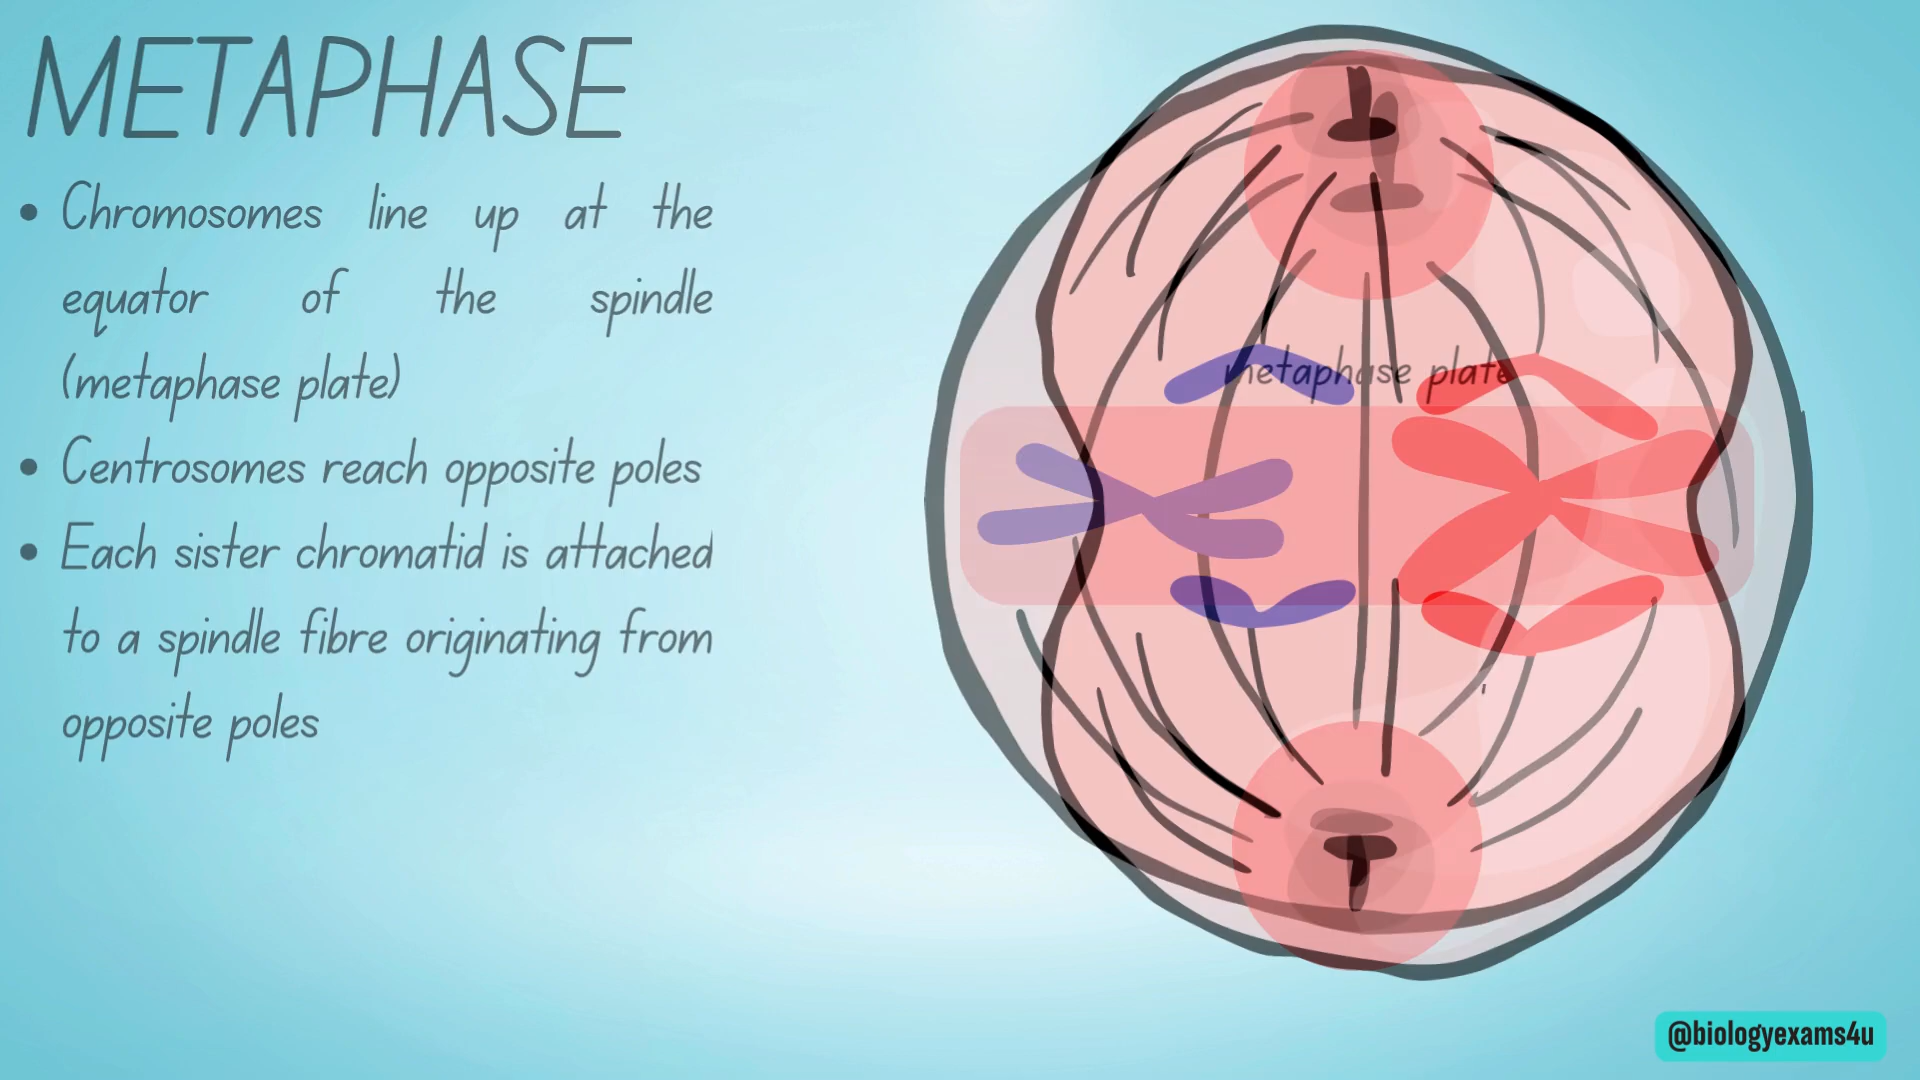 METAPHASE
• Chromosomes line up at the
equator of the spindle
(metaphase plate)
• Centrosomes reach opposite poles
• Each sister chromatid is attached
to a spindle fibre originating from
opposite poles
metaphase plate
@biologyexams4u